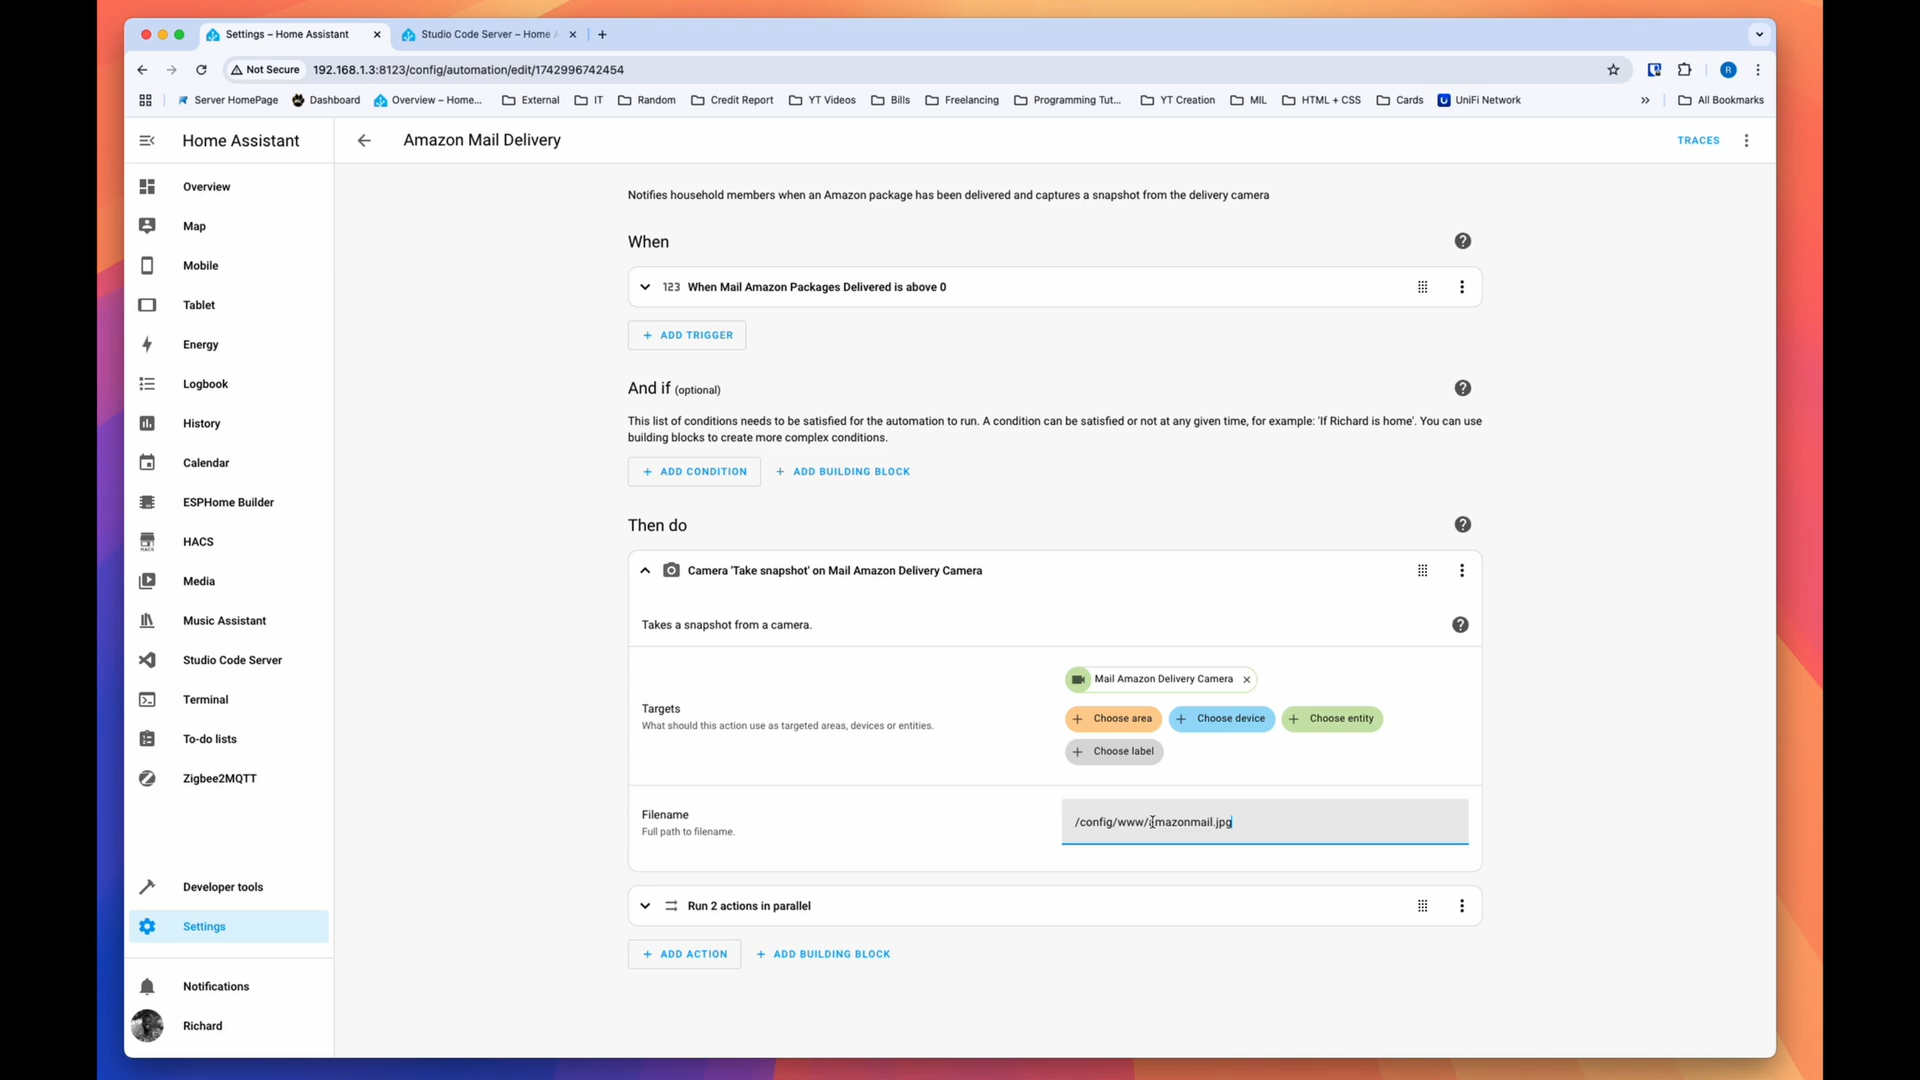 Settings – Home Assistant
Studio Code Server – Home A
Not Secure
192.168.1.3:8123/config/automation/edit/1742996742454
R
Server HomePage
Dashboard
Overview – Home...
External
IT
Random
Credit Report
YT Videos
Bills
Freelancing
Programming Tut...
YT Creation
MIL
HTML + CSS
Cards
UniFi Network
All Bookmarks
Home Assistant
Amazon Mail Delivery
TRACES
Overview
Map
Mobile
Tablet
Energy
Logbook
History
Calendar
ESPHome Builder
HACS
HACS
Media
Music Assistant
Studio Code Server
Terminal
To-do lists
Zigbee2MQTT
Developer tools
Settings
Notifications
Richard
Notifies household members when an Amazon package has been delivered and captures a snapshot from the delivery camera
When
123 When Mail Amazon Packages Delivered is above 0
+ ADD TRIGGER
And if (optional)
This list of conditions needs to be satisfied for the automation to run. A condition can be satisfied or not at any given time, for example: 'If Richard is home'. You can use
building blocks to create more complex conditions.
+ ADD CONDITION
+ ADD BUILDING BLOCK
Then do
Camera 'Take snapshot' on Mail Amazon Delivery Camera
Takes a snapshot from a camera.
Targets
What should this action use as targeted areas, devices or entities.
Mail Amazon Delivery Camera
+ Choose area
+ Choose device
+ Choose entity
+ Choose label
Filename
Full path to filename.
/config/www/amazonmail.jpg
Run 2 actions in parallel
+ ADD ACTION
+ ADD BUILDING BLOCK